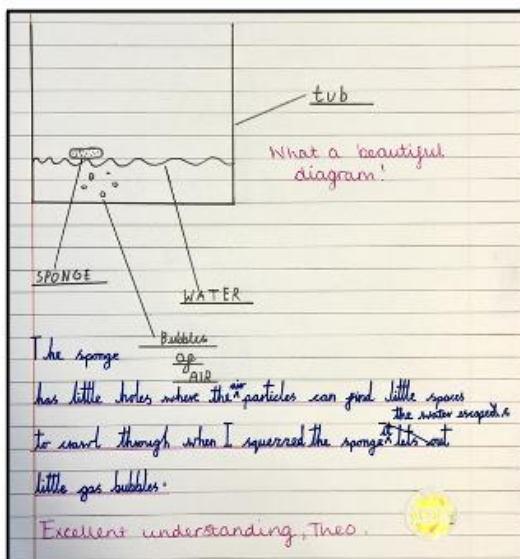 tub
What a beautiful
diagram!
SPONGE
WATER
Bubbles
of
AIR
The sponge
has little holes where the air particles can find little spaces
the water escaped &
to crawl through when I squezzed the sponge it lets out
little gas bubbles.
Excellent understanding, Theo.